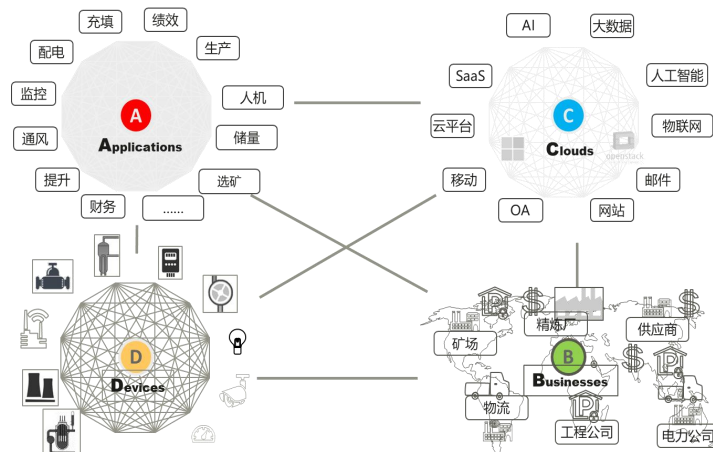 充填
绩效
配电
生产
监控
人机
A
Applications
通风
储量
提升
选矿
财务
......
AI
大数据
SaaS
人工智能
云平台
C
Clouds
物联网
openstack
移动
邮件
OA
网站
D
Devices
精炼厂
供应商
矿场
B
Businesses
物流
工程公司
电力公司